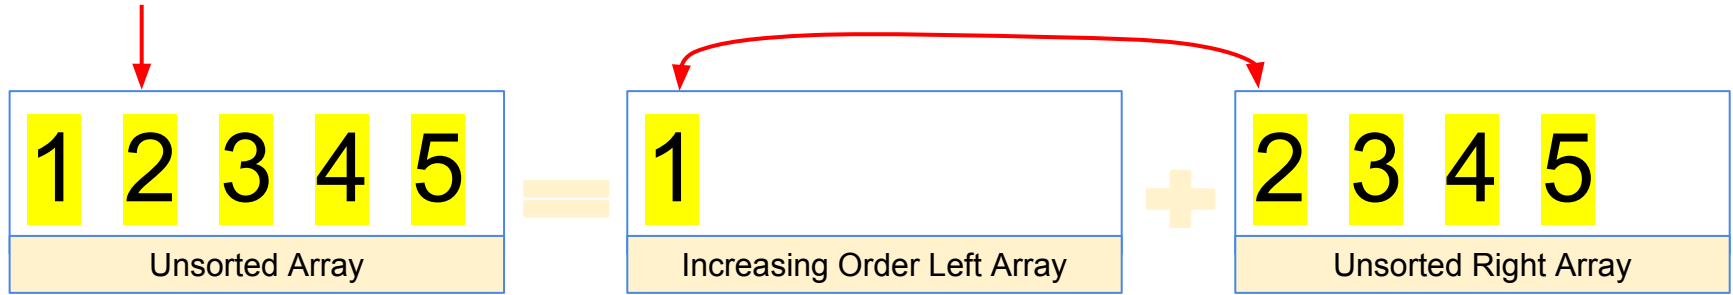 1 2 3 4 5
Unsorted Array
=
1
Increasing Order Left Array
+
2 3 4 5
Unsorted Right Array